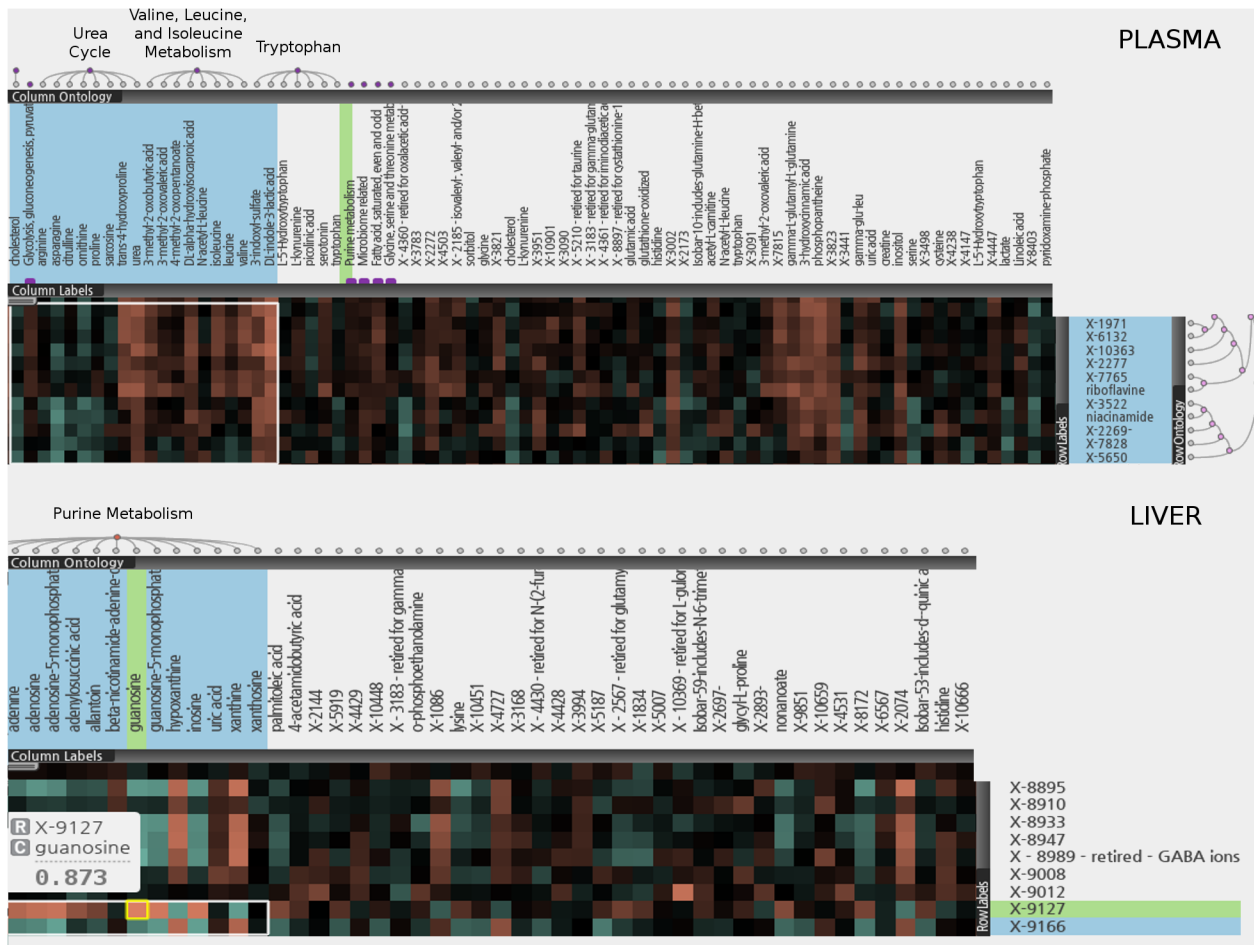 PLASMA
Urea
Cycle
Valine, Leucine,
and Isoleucine
Metabolism
Tryptophan
Column Ontology
cholesterol
Glycolysis, gluconeogenesis, pyruvat
arginine
asparagine
citrulline
ornithine
proline
sarcosine
trans-4-hydroxyproline
urea
3-methyl-2-oxobutyric acid
3-methyl-2-oxovaleric acid
4-methyl-2-oxopentanoate
DL-alpha-hydroxyisocaproic acid
N-acetyl-L-leucine
isoleucine
leucine
valine
3-indoxyl-sulfate
DL-indole-3-lactic acid
L-5-Hydroxytryptophan
L-kynurenine
picolinic acid
serotonin
tryptophan
Purine metabolism
Microbiome related
Fatty acid, saturated, even and odd
Glycine, serine and threonine metab
X-4360 - retired for oxalacetic acid-
X-3783
X-2272
X-4503
X- 2185 - isovaleryl-, valeryl- and/or 2
sorbitol
glycine
X-3821
cholesterol
L-kynurenine
X-3951
X-10901
X-3090
X- 5210 - retired for taurine
X- 3183 - retired for gamma-glutan
X- 4361 - retired for iminodiacetic ac
X- 8897 - retired for cystathionine-1
glutamic acid
glutathione-oxidized
histidine
X-3002
X-2173
Isobar-10-includes-glutamine-H-bet
acetyl-L-carnitine
N-acetyl-L-leucine
tryptophan
X-3091
3-methyl-2-oxovaleric acid
X-7815
gamma-L-glutamyl-L-glutamine
3-hydroxycinnamic acid
phosphopantheine
X-3823
X-3441
gamma-glu-leu
uric acid
creatine
inositol
serine
X-3498
cysteine
X-4238
X-4147
L-5-Hydroxytryptophan
X-4447
lactate
Linoleic acid
X-8403
pyridoxamine-phosphate
Column Labels
X-1971
X-6132
X-10363
X-2277
X-7765
riboflavine
X-3522
niacinamide
X-2269-
X-7828
X-5650
Row Labels
Row Ontology
LIVER
Purine Metabolism
Column Ontology
adenine
adenosine
adenosine-5-monophosphat
adenylosuccinic acid
allantoin
beta-nicotinamide-adenine-d
guanosine
guanosine-5-monophosphat
hypoxanthine
inosine
uric acid
xanthine
xanthosine
palmitoleic acid
4-acetamidobutyric acid
X-2144
X-5919
X-4429
X-10448
X - 3183 - retired for gamma
o-phosphoethanolamine
X-1086
lysine
X-10451
X-4727
X-3168
X - 4430 - retired for N-(2-fur
X-4428
X-3994
X-5187
X - 2567 - retired for glutamy
X-1834
X-5007
X - 10369 - retired for L-gulor
Isobar-59-includes-N-6-trime
X-2697-
glycyl-L-proline
X-2893-
nonanoate
X-9851
X-10659
X-4531
X-8172
X-6567
X-2074
Isobar-53-includes-d--quinic a
histidine
X-10666
Column Labels
X-8895
X-8910
X-8933
X-8947
X - 8989 - retired - GABA ions
X-9008
X-9012
X-9127
X-9166
Row Labels
R X-9127
C guanosine
0.873